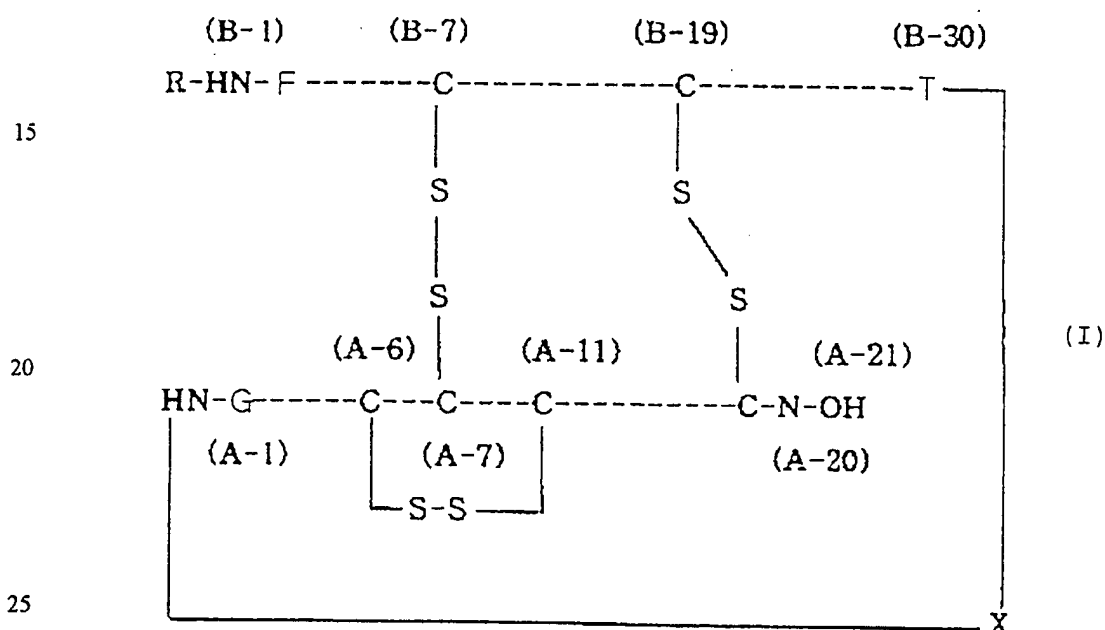 (B-1) (B-7) (B-19) (B-30)
R-HN-F-----------C------------------C-----------------T
15
S
S
S
S
(A-6) (A-11) (A-21) (I)
20
HN-G-------C---C----C-------------C-N-OH
(A-1) (A-7) (A-20)
S-S
25
X